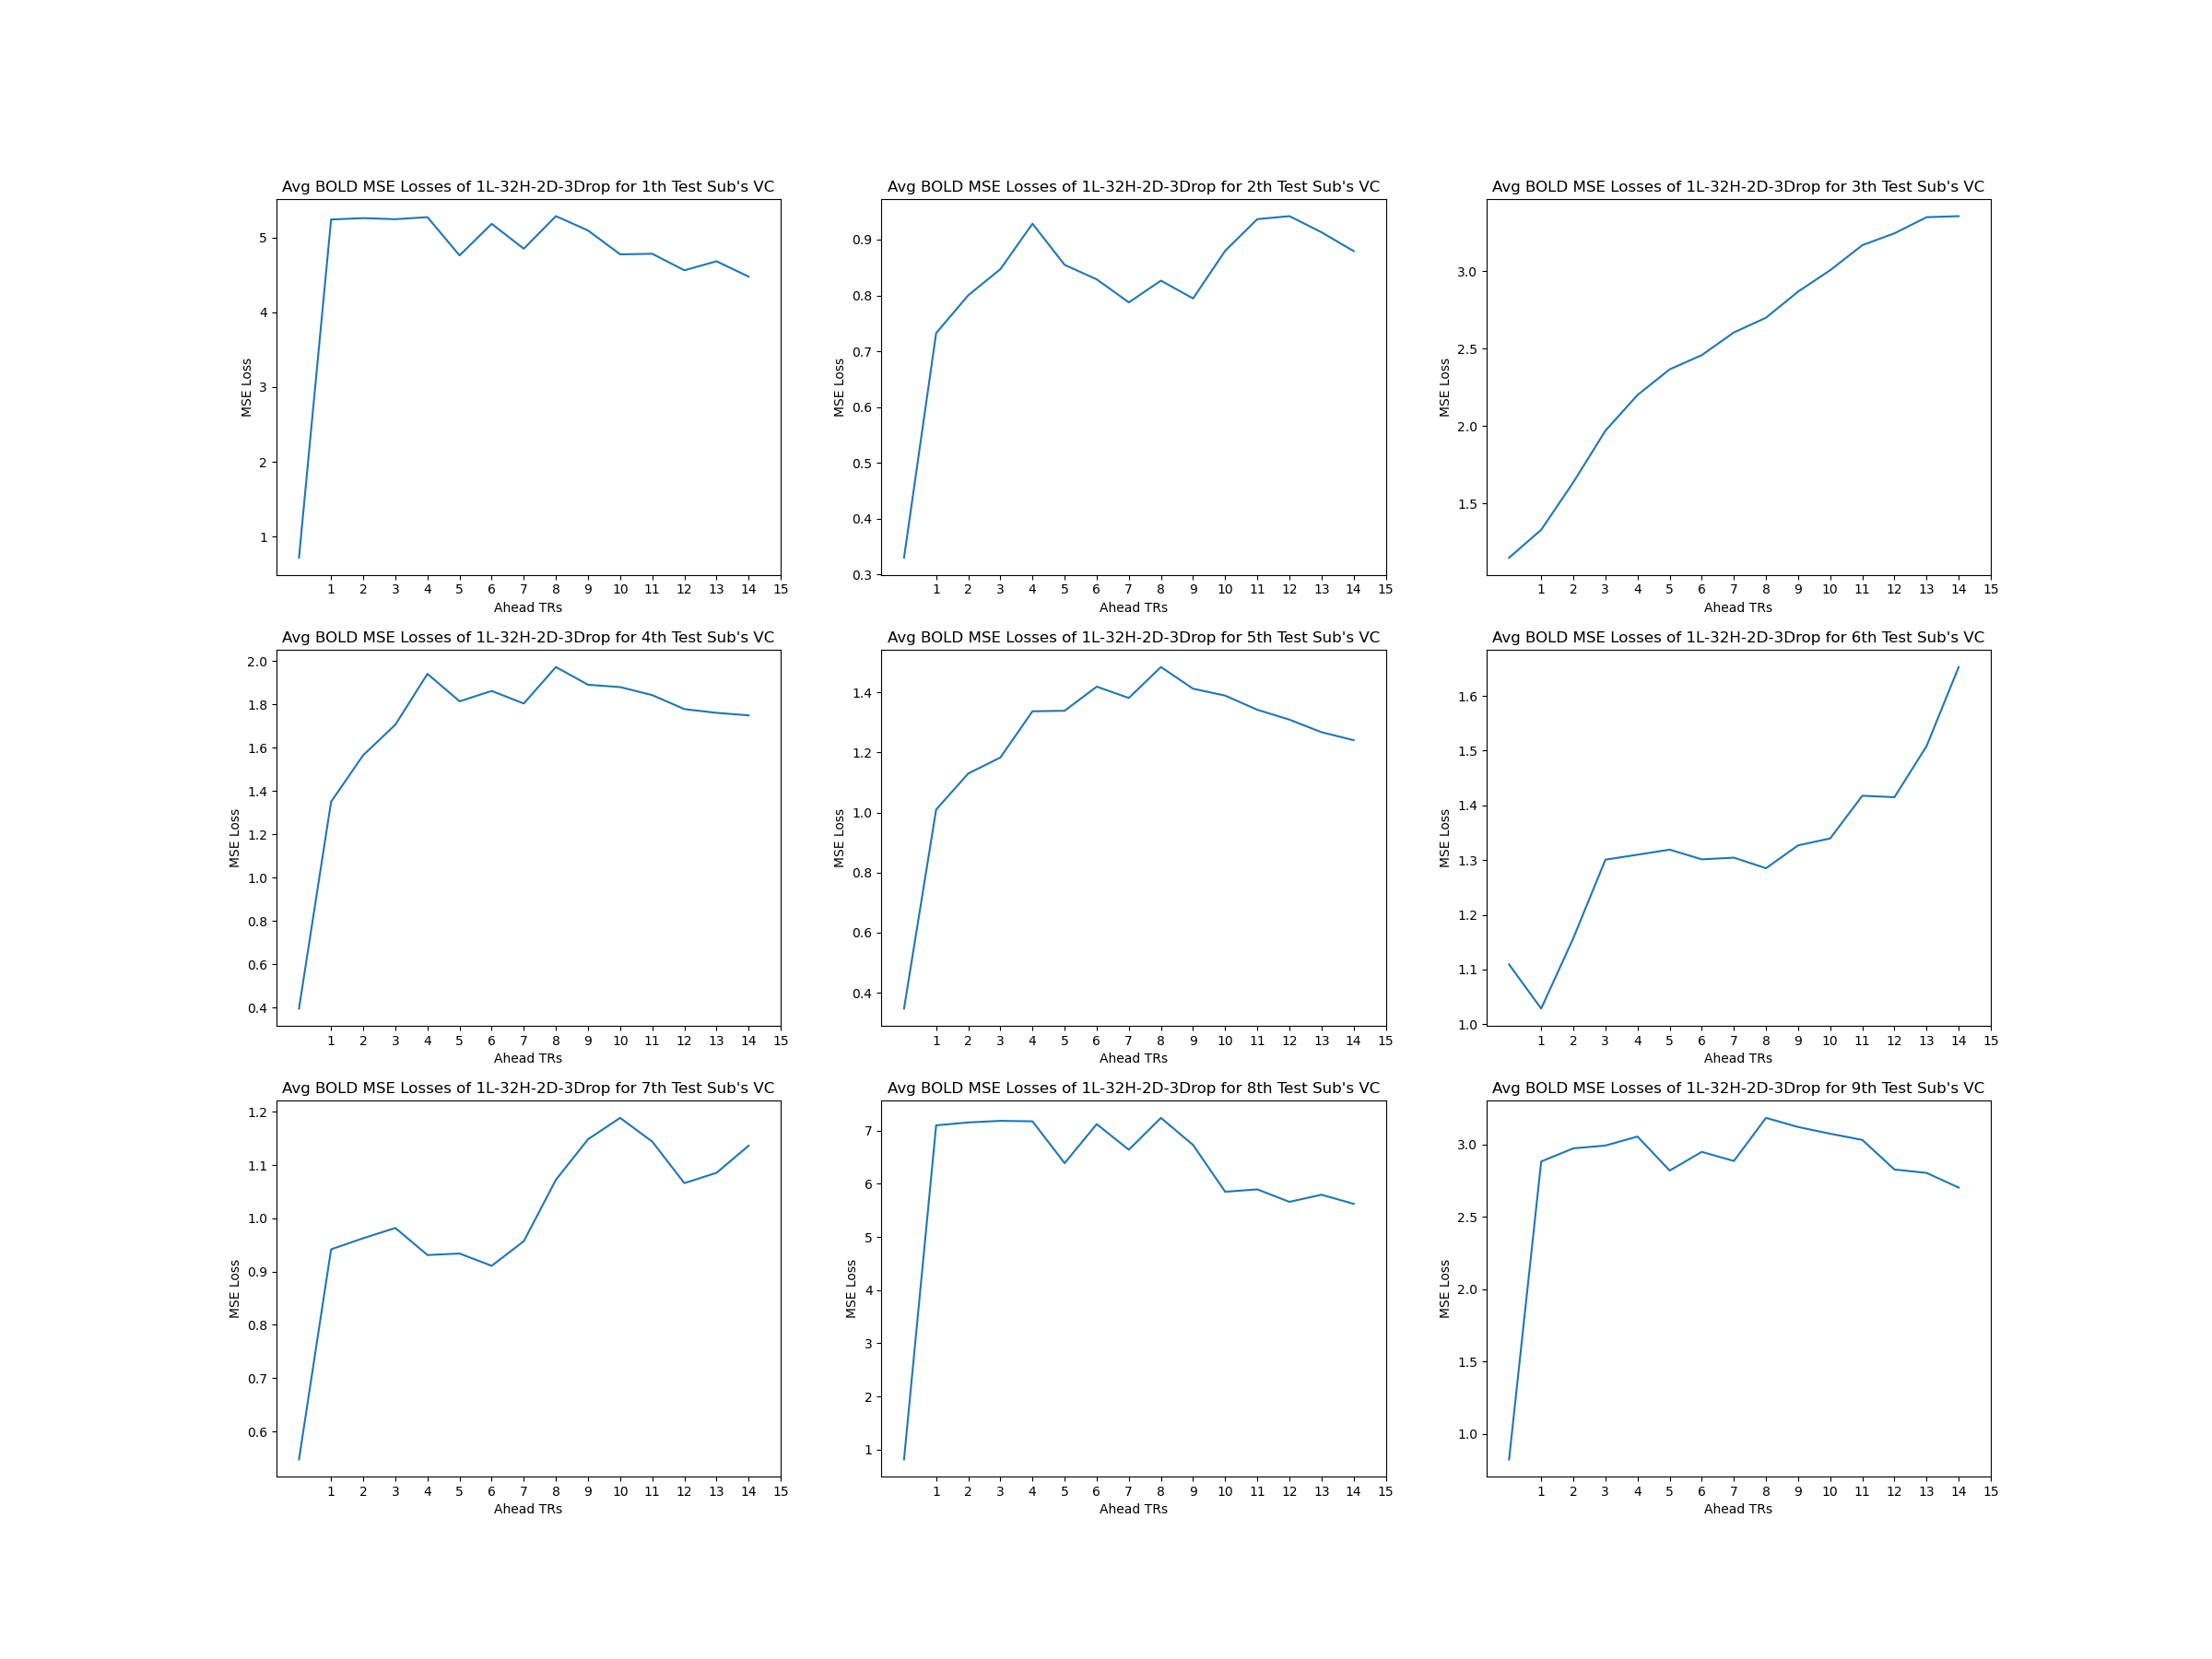 Avg BOLD MSE Losses of 1L-32H-2D-3Drop for 1th Test Sub's VC
5
4
3
2
1
MSE Loss
1 2 3 4 5 6 7 8 9 10 11 12 13 14 15
Ahead TRs
Avg BOLD MSE Losses of 1L-32H-2D-3Drop for 2th Test Sub's VC
0.9
0.8
0.7
0.6
0.5
0.4
0.3
MSE Loss
1 2 3 4 5 6 7 8 9 10 11 12 13 14 15
Ahead TRs
Avg BOLD MSE Losses of 1L-32H-2D-3Drop for 3th Test Sub's VC
3.0
2.5
2.0
1.5
MSE Loss
1 2 3 4 5 6 7 8 9 10 11 12 13 14 15
Ahead TRs
Avg BOLD MSE Losses of 1L-32H-2D-3Drop for 4th Test Sub's VC
2.0
1.8
1.6
1.4
1.2
1.0
0.8
0.6
0.4
MSE Loss
1 2 3 4 5 6 7 8 9 10 11 12 13 14 15
Ahead TRs
Avg BOLD MSE Losses of 1L-32H-2D-3Drop for 5th Test Sub's VC
1.4
1.2
1.0
0.8
0.6
0.4
MSE Loss
1 2 3 4 5 6 7 8 9 10 11 12 13 14 15
Ahead TRs
Avg BOLD MSE Losses of 1L-32H-2D-3Drop for 6th Test Sub's VC
1.6
1.5
1.4
1.3
1.2
1.1
1.0
MSE Loss
1 2 3 4 5 6 7 8 9 10 11 12 13 14 15
Ahead TRs
Avg BOLD MSE Losses of 1L-32H-2D-3Drop for 7th Test Sub's VC
1.2
1.1
1.0
0.9
0.8
0.7
0.6
MSE Loss
1 2 3 4 5 6 7 8 9 10 11 12 13 14 15
Ahead TRs
Avg BOLD MSE Losses of 1L-32H-2D-3Drop for 8th Test Sub's VC
7
6
5
4
3
2
1
MSE Loss
1 2 3 4 5 6 7 8 9 10 11 12 13 14 15
Ahead TRs
Avg BOLD MSE Losses of 1L-32H-2D-3Drop for 9th Test Sub's VC
3.0
2.5
2.0
1.5
1.0
MSE Loss
1 2 3 4 5 6 7 8 9 10 11 12 13 14 15
Ahead TRs